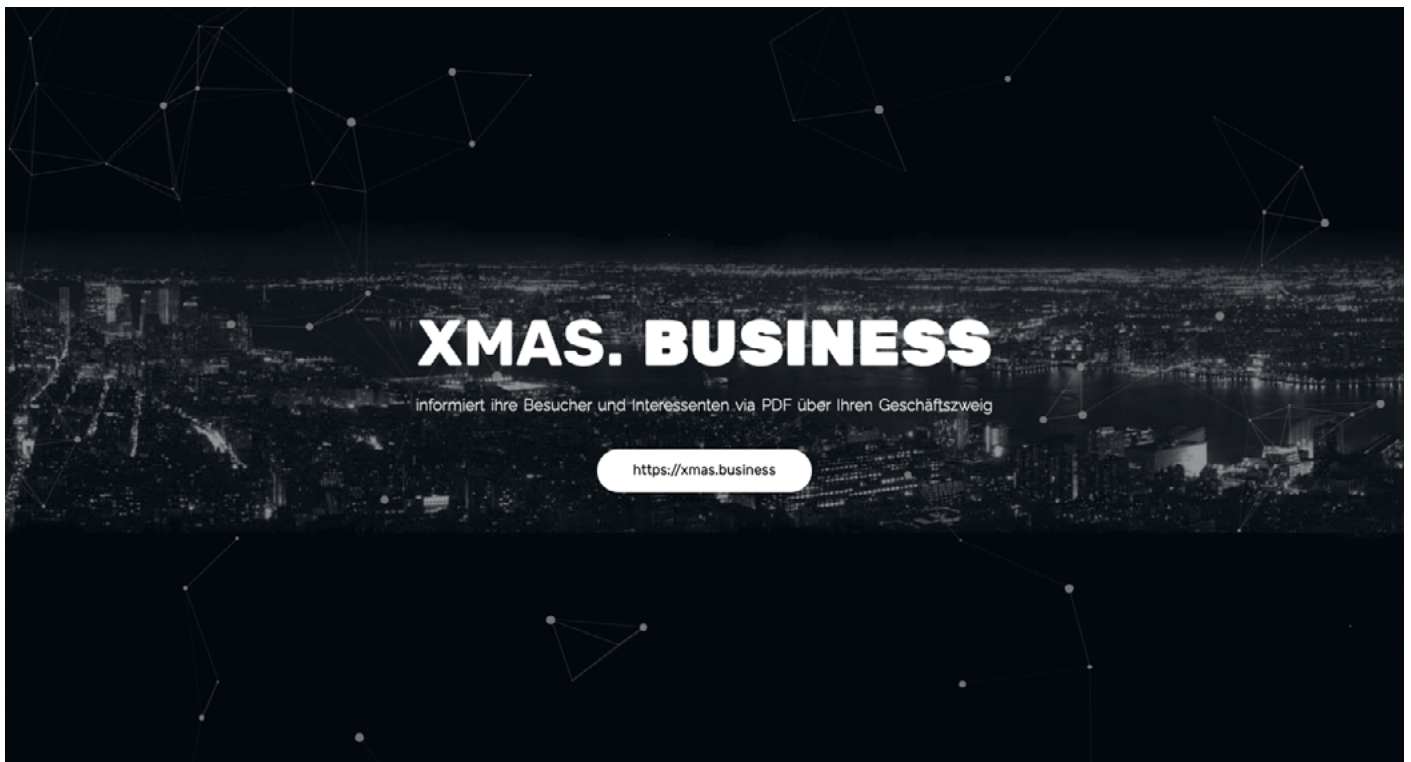 XMAS. BUSINESS
informiert ihre Besucher und Interessenten via PDF über Ihren Geschäftszweig
https://xmas.business